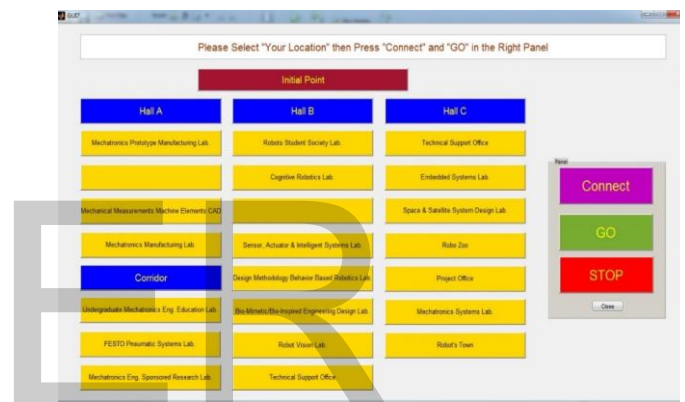 Please Select "Your Location" then Press "Connect" and "GO" in the Right Panel
Initial Point
Hall A
Mechatronics Prototype Manufacturing Lab.
Mechanical Measurements Machine Elements CAD
Mechatronics Manufacturing Lab.
Corridor
Undergraduate Mechatronics Eng. Education Lab.
FESTO Pneumatic Systems Lab.
Mechatronics Eng. Sponsored Research Lab.
Hall B
Robots Student Society Lab.
Cognitive Robotics Lab.
Sensor, Actuator & Intelligent Systems Lab.
Design Methodology Behavior Based Robotics Lab.
Bio-Mimetic/Bio-Inspired Engineering Design Lab.
Robot Vision Lab.
Technical Support Office
Hall C
Technical Support Office
Embedded Systems Lab.
Space & Satellite System Design Lab.
Robo Zoo
Project Office
Mechatronics Systems Lab.
Robot's Town
Panel
Connect
GO
STOP
Close
ER